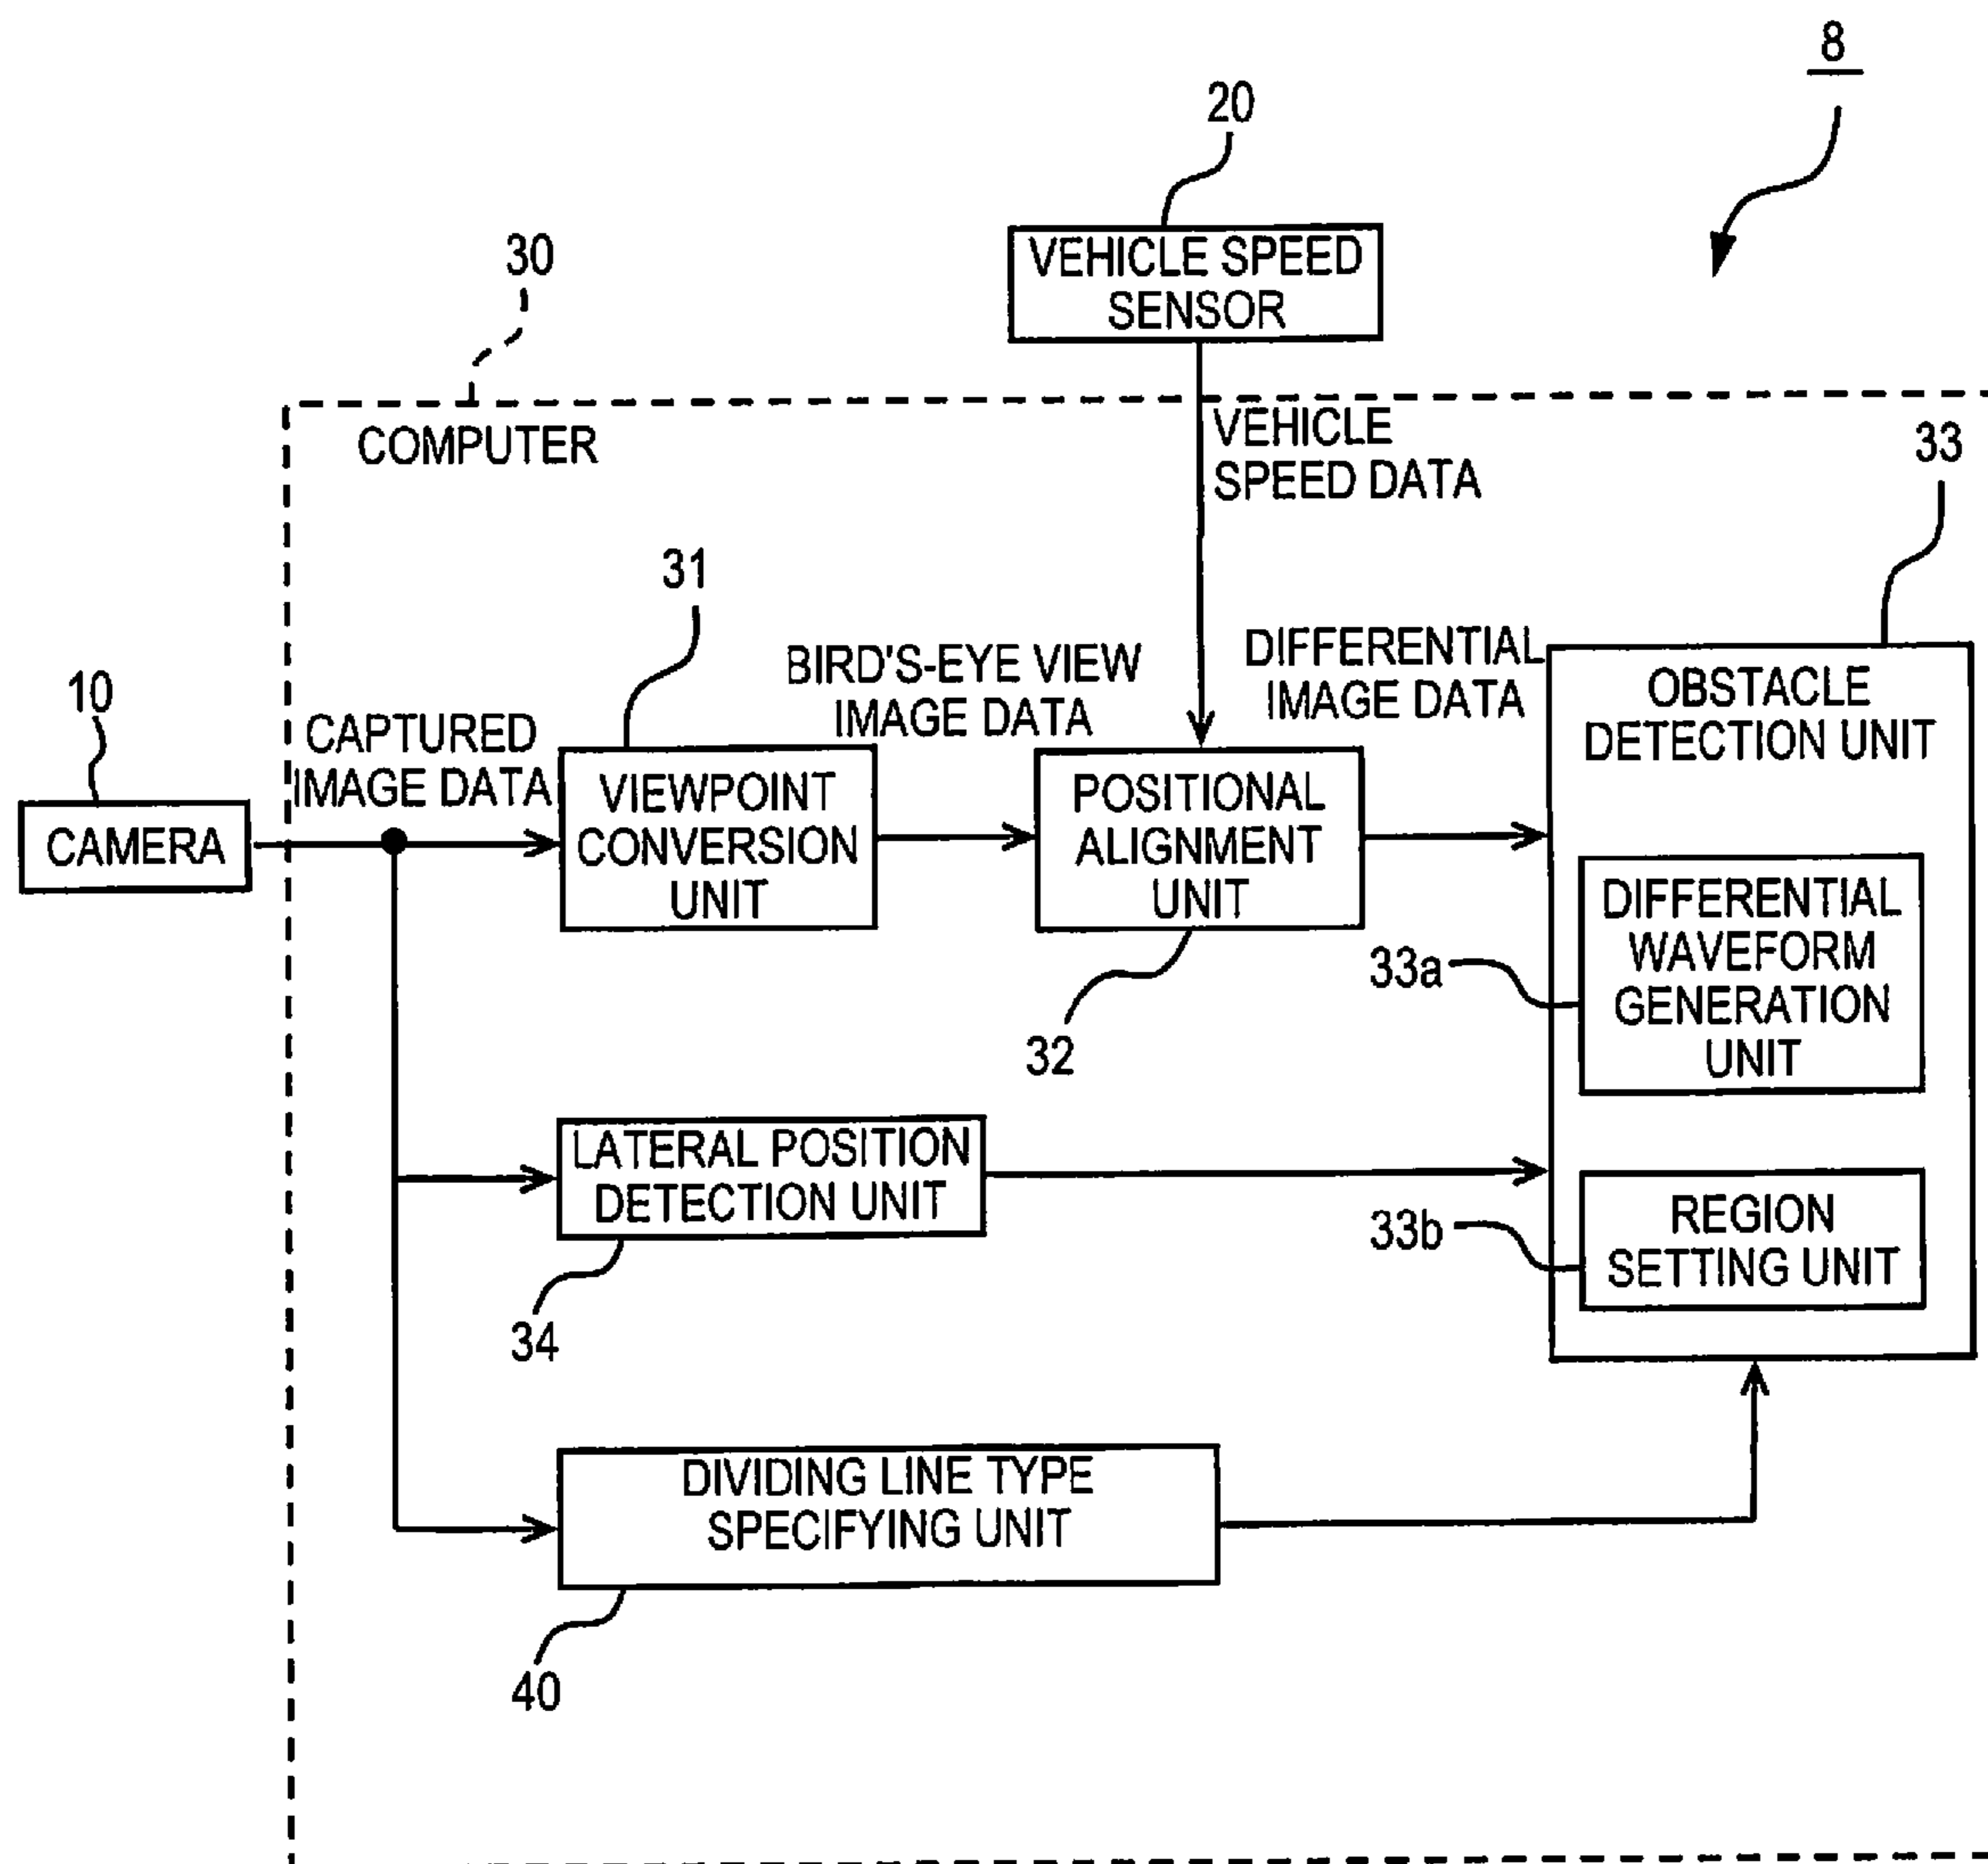 8
20
VEHICLE SPEED
SENSOR
30
COMPUTER
VEHICLE
SPEED DATA
33
31
BIRD'S-EYE VIEW
IMAGE DATA
DIFFERENTIAL
IMAGE DATA
OBSTACLE
DETECTION UNIT
10
CAPTURED
IMAGE DATA
CAMERA
VIEWPOINT
CONVERSION
UNIT
POSITIONAL
ALIGNMENT
UNIT
DIFFERENTIAL
WAVEFORM
GENERATION
UNIT
33a
32
LATERAL POSITION
DETECTION UNIT
33b
REGION
SETTING UNIT
34
DIVIDING LINE TYPE
SPECIFYING UNIT
40